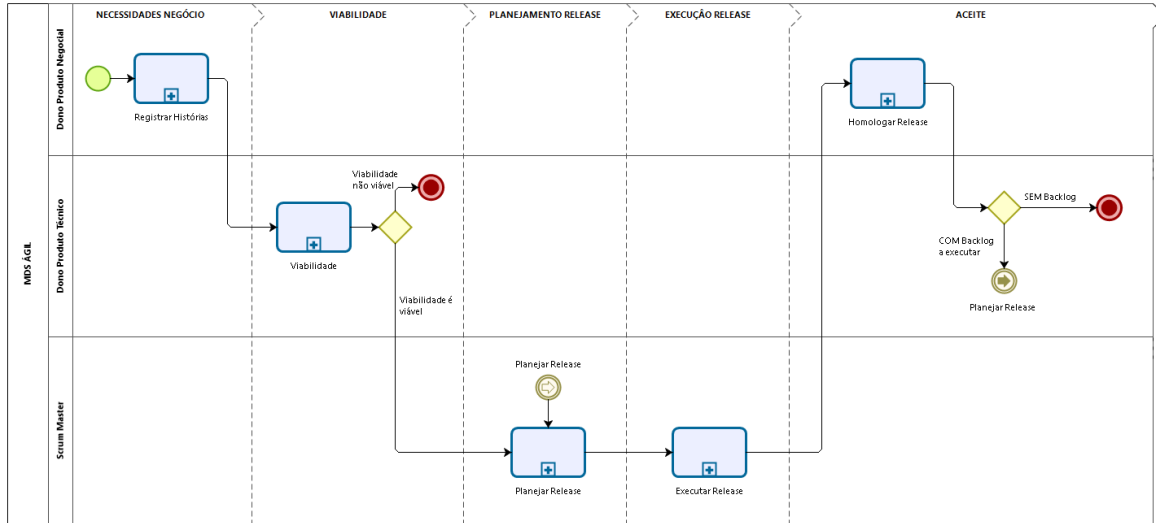 NECESSIDADES NEGÓCIO
VIABILIDADE
PLANEJAMENTO RELEASE
EXECUÇÃO RELEASE
ACEITE
MDS ÁGIL
Dono Produto Negocial
Registrar Histórias
Homologar Release
Dono Produto Técnico
Viabilidade
não viável
Viabilidade
Viabilidade é
viável
SEM Backlog
COM Backlog
a executar
Planejar Release
Scrum Master
Planejar Release
Planejar Release
Executar Release